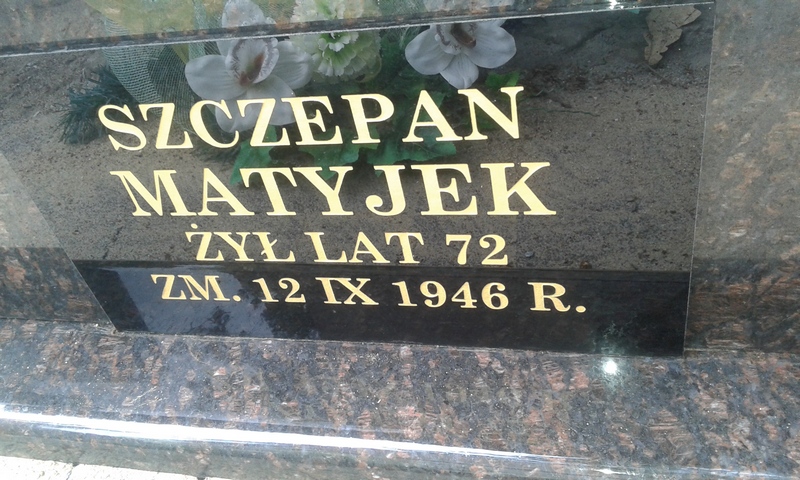 SZCZEPAN
MATYJEK
ŻYŁ LAT 72
ZM. 12 IX 1946 R.